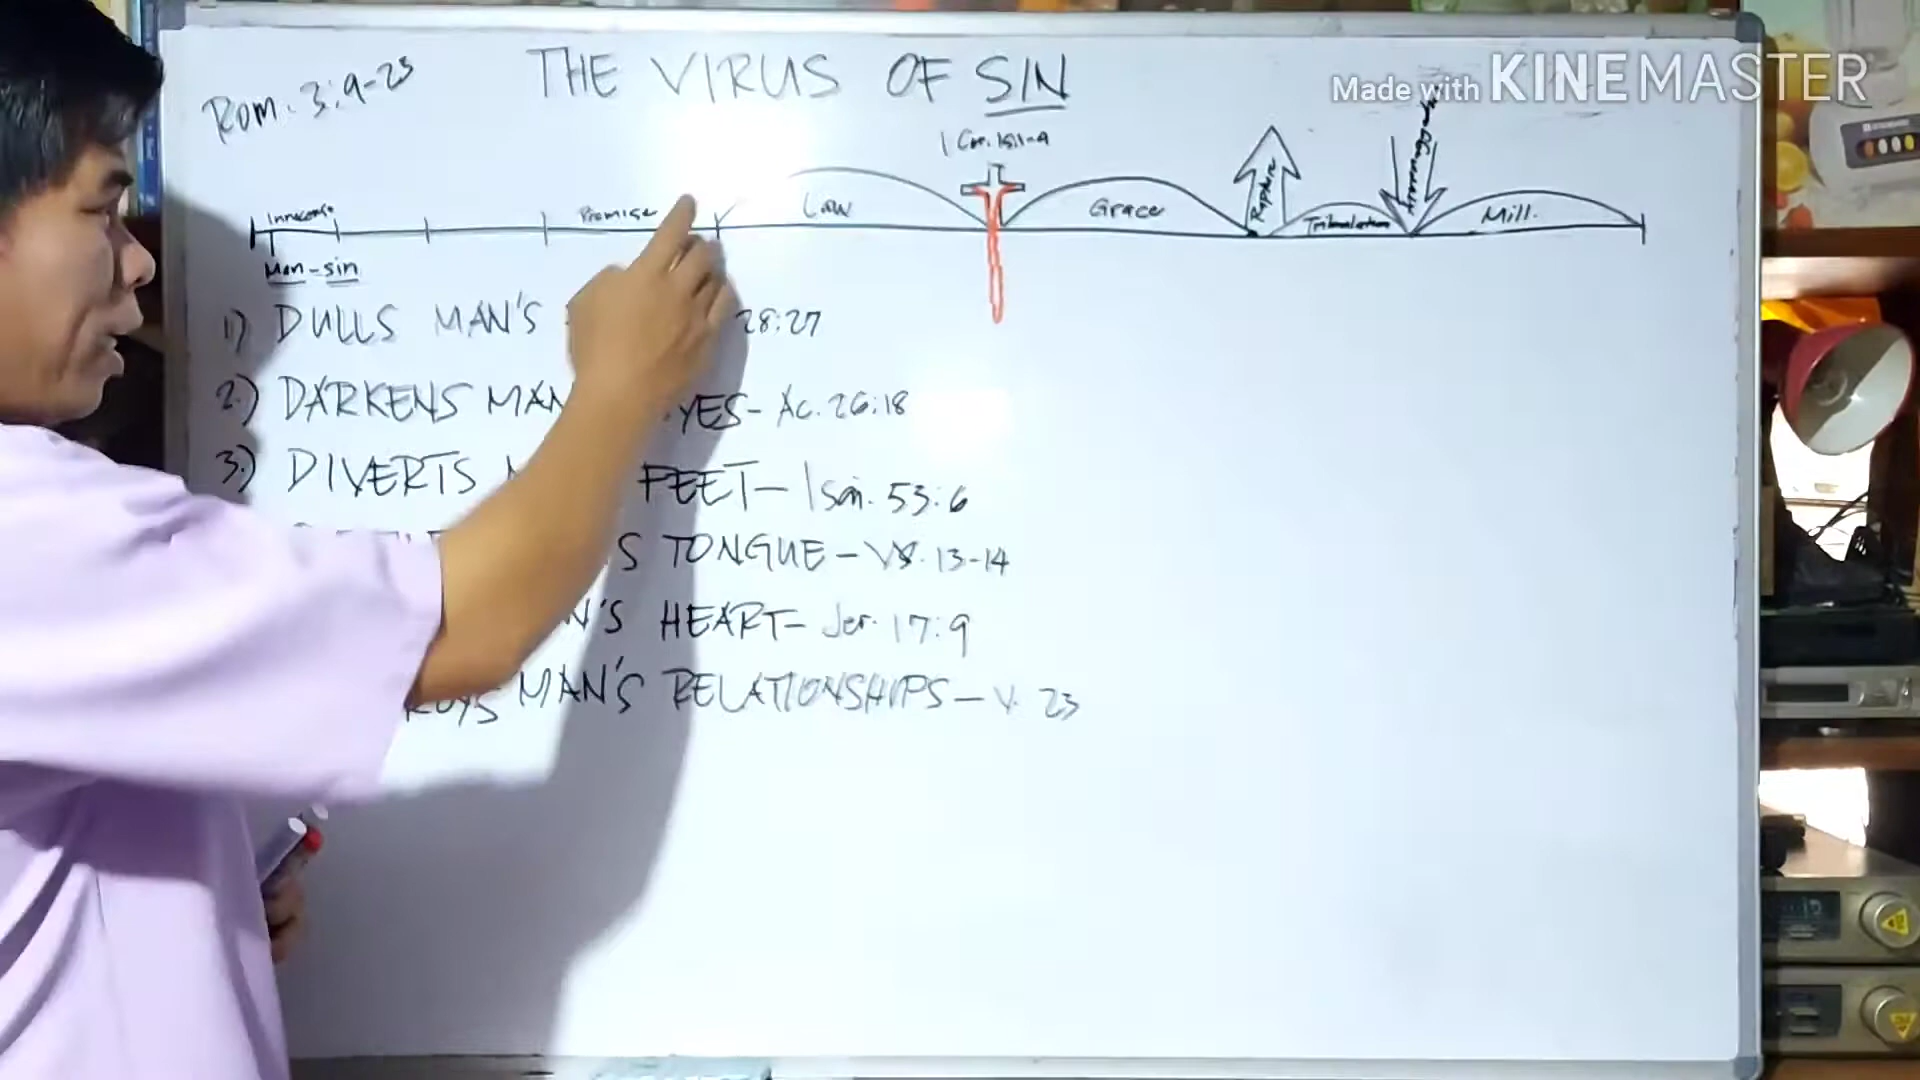 Rom. 3:9-23
THE VIRUS OF SIN
Made with KINEMASTER
1 Cor. 15:1-4
Innocence
Promise
Law
Grace
Rapture
Tribulation
Armageddon
Mill.
Man-sin
1) DULLS MAN'S 28:27
2.) DARKENS MAN YES- Ac. 26:18
3.) DIVERTS FEET- Isai. 53:6
S TONGUE- VS. 13-14
N'S HEART- Jer. 17:9
ROYS MAN'S RELATIONSHIPS- V. 23